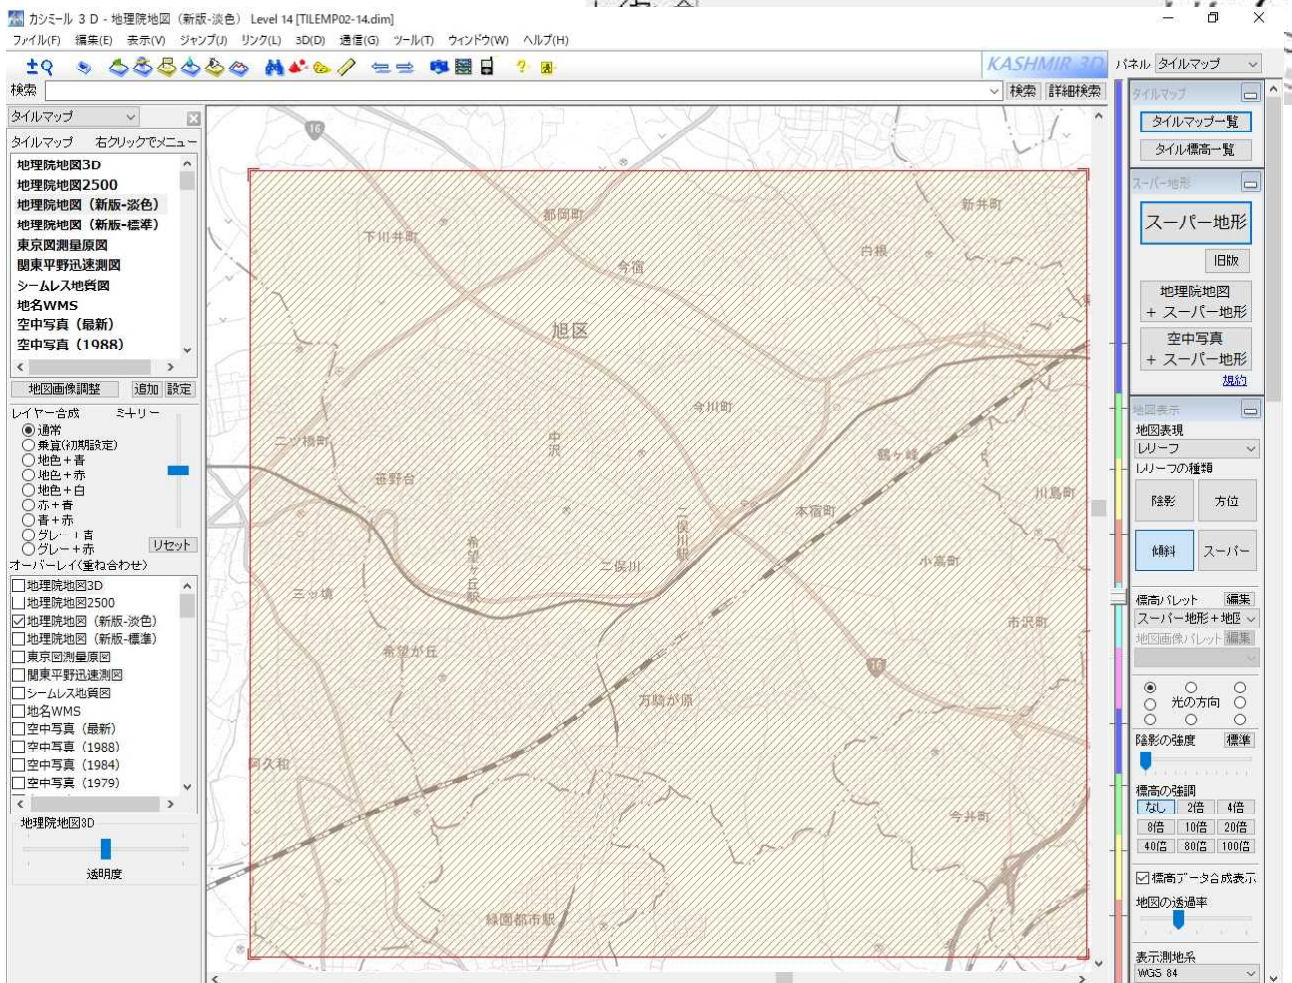 カシミール 3 D - 地理院地図（新版-淡色） Level 14 [TILEMP02-14.dim]
ファイル(F) 編集(E) 表示(V) ジャンプ(J) リンク(L) 3D(D) 通信(G) ツール(T) ウィンドウ(W) ヘルプ(H)
KASHMIR 3D
パネル タイルマップ
検索
検索 詳細検索
タイルマップ
タイルマップ 右クリックでメニュー
地理院地図3D
地理院地図2500
地理院地図（新版-淡色）
地理院地図（新版-標準）
東京図測量原図
関東平野迅速測図
シームレス地質図
地名WMS
空中写真（最新）
空中写真（1988）
地図画像調整 追加 設定
レイヤー合成
通常
乗算(初期設定)
地色＋青
地色＋赤
地色＋白
赤＋青
青＋赤
グレー＋青
グレー＋赤
リセット
オーバーレイ(重ね合わせ)
地理院地図3D
地理院地図2500
地理院地図（新版-淡色）
地理院地図（新版-標準）
東京図測量原図
関東平野迅速測図
シームレス地質図
地名WMS
空中写真（最新）
空中写真（1988）
空中写真（1984）
空中写真（1979）
地理院地図3D
透明度
16
都岡町
新井町
下川井町
今宿
白根
旭区
今川町
二ツ橋町
中沢
鶴ヶ峰
笹野台
川島町
本宿町
二俣川駅
希望ヶ丘駅
二俣川
小高町
三ツ境
市沢町
希望が丘
16
万騎が原
阿久和
今井町
緑園都市駅
タイルマップ
タイルマップ一覧
タイル標高一覧
スーパー地形
スーパー地形
旧版
地理院地図
＋ スーパー地形
空中写真
＋ スーパー地形
規約
地図表示
地図表現
レリーフ
レリーフの種類
陰影 方位
傾斜 スーパー
標高パレット 編集
スーパー地形＋地図
地図画像パレット 編集
光の方向
陰影の強度 標準
標高の強調
なし 2倍 4倍
8倍 10倍 20倍
40倍 80倍 100倍
標高データ合成表示
地図の透過率
表示測地系
WGS 84